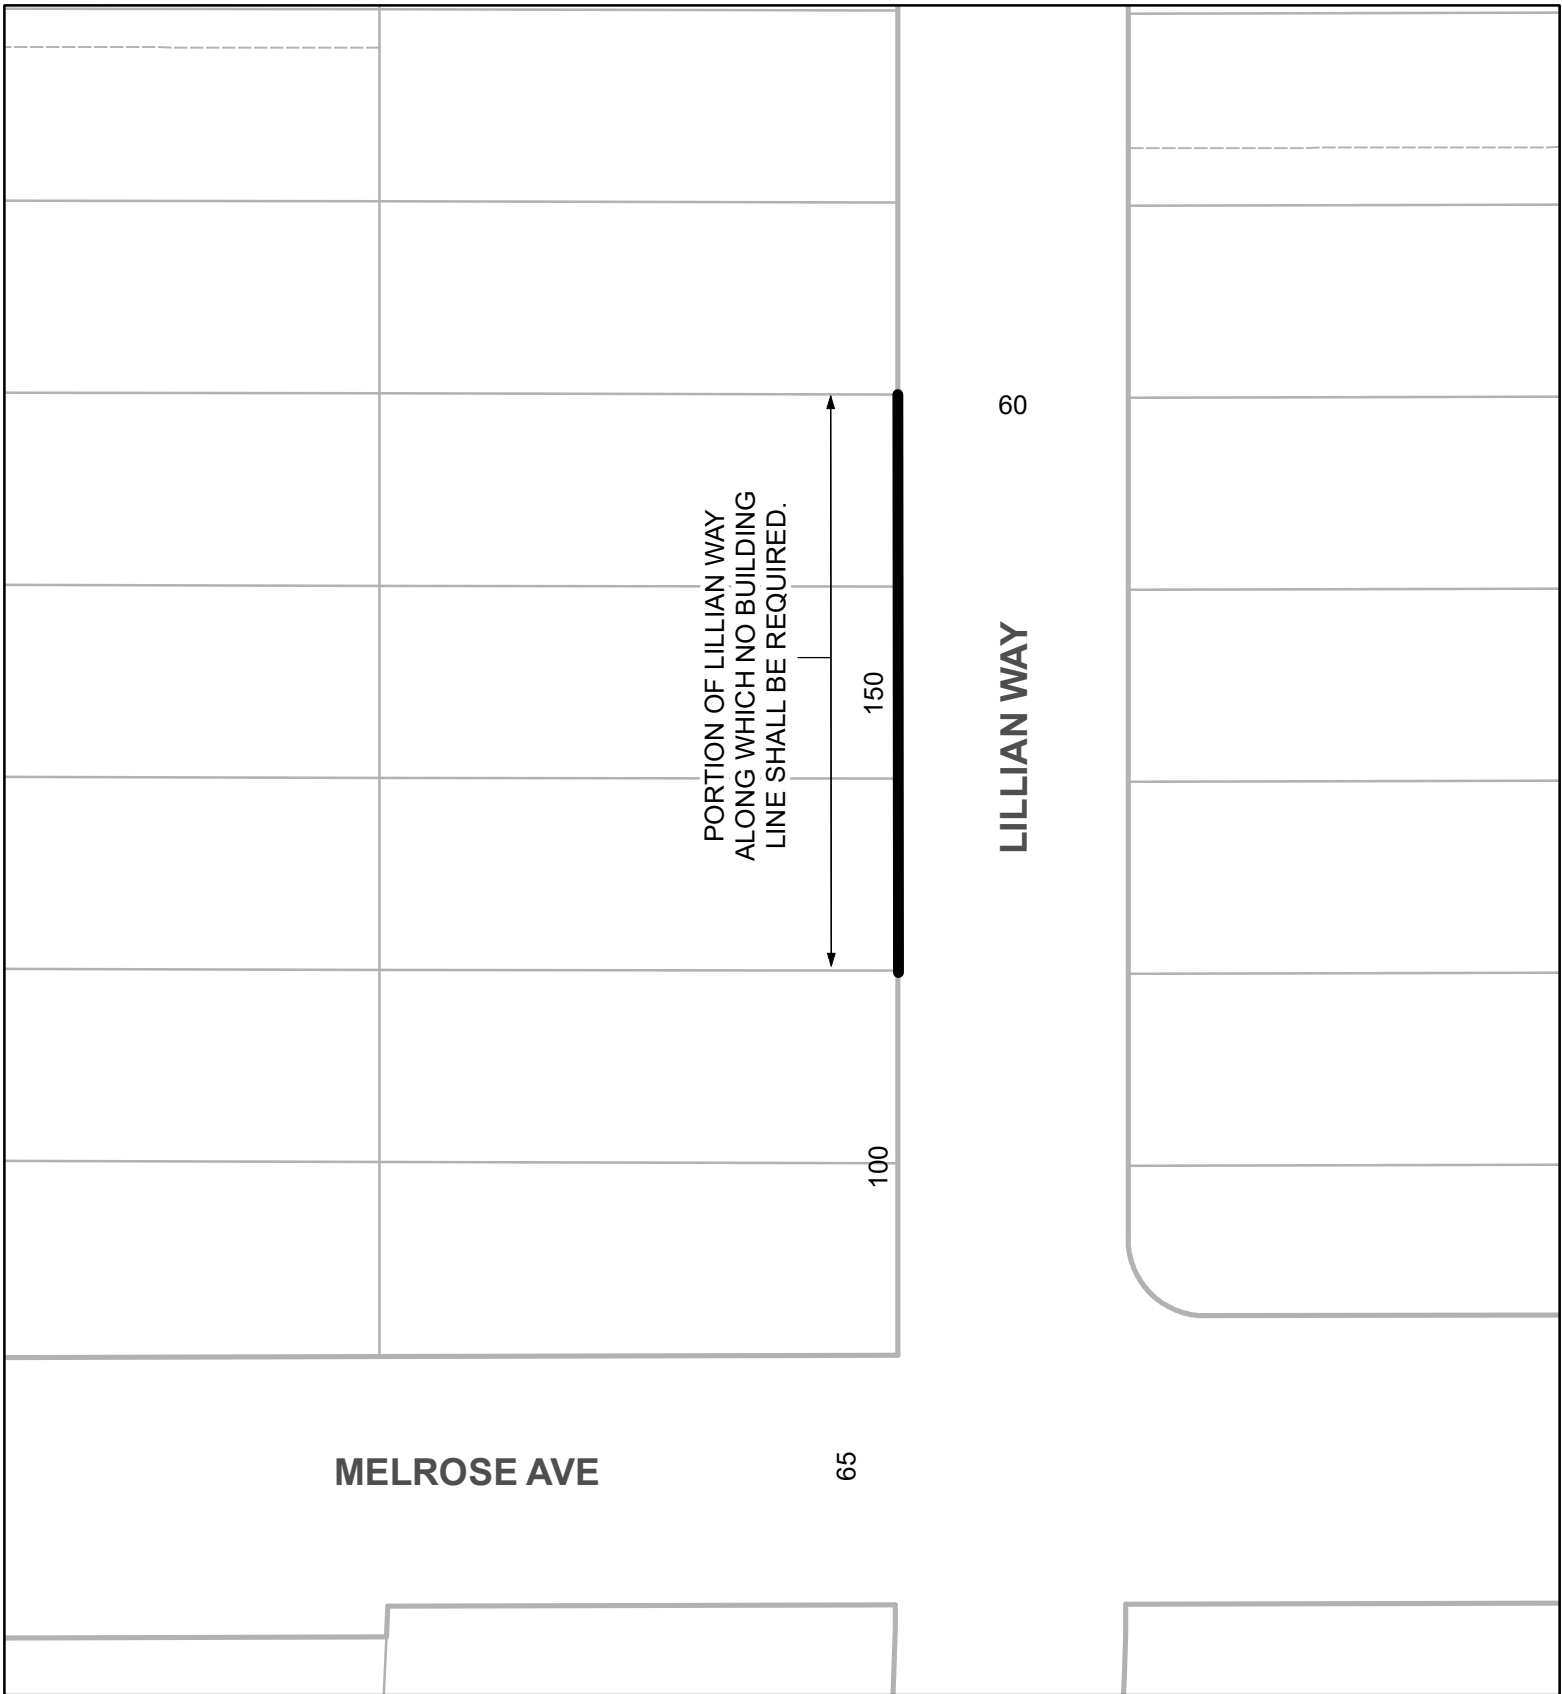 60
PORTION OF LILLIAN WAY
ALONG WHICH NO BUILDING
LINE SHALL BE REQUIRED.
150
LILLIAN WAY
100
MELROSE AVE
65